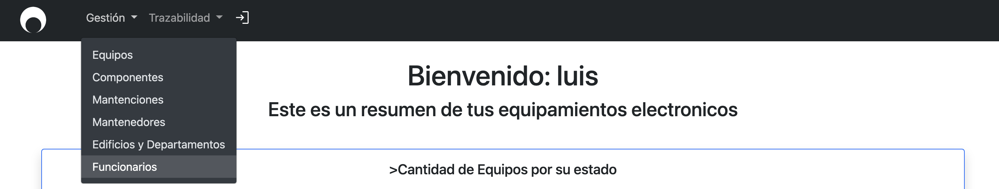 Gestión Trazabilidad
Equipos
Componentes
Mantenciones
Mantenedores
Edificios y Departamentos
Funcionarios
Bienvenido: luis
Este es un resumen de tus equipamientos electronicos
>Cantidad de Equipos por su estado